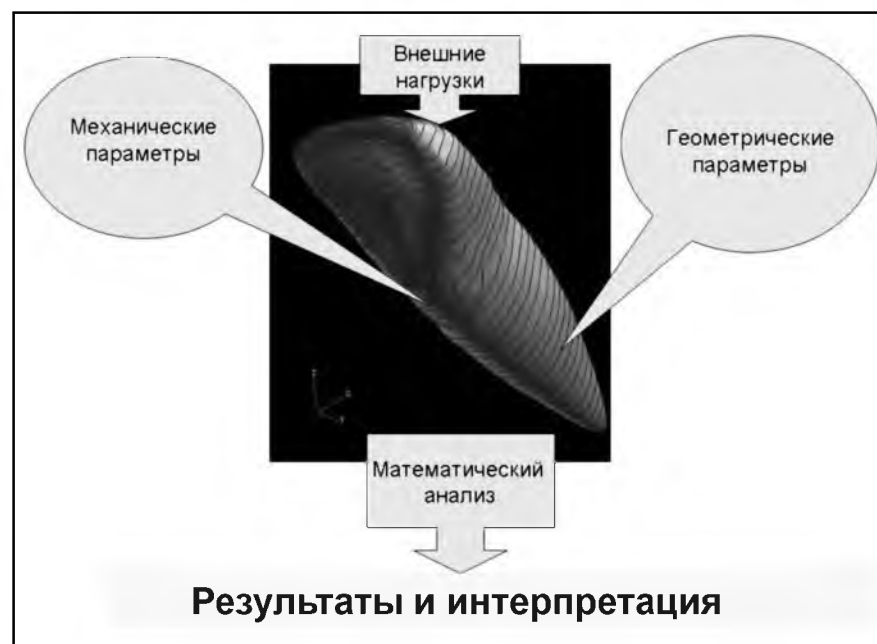 Внешние
нагрузки
Механические
параметры
Геометрические
параметры
Математический
анализ
Результаты и интерпретация